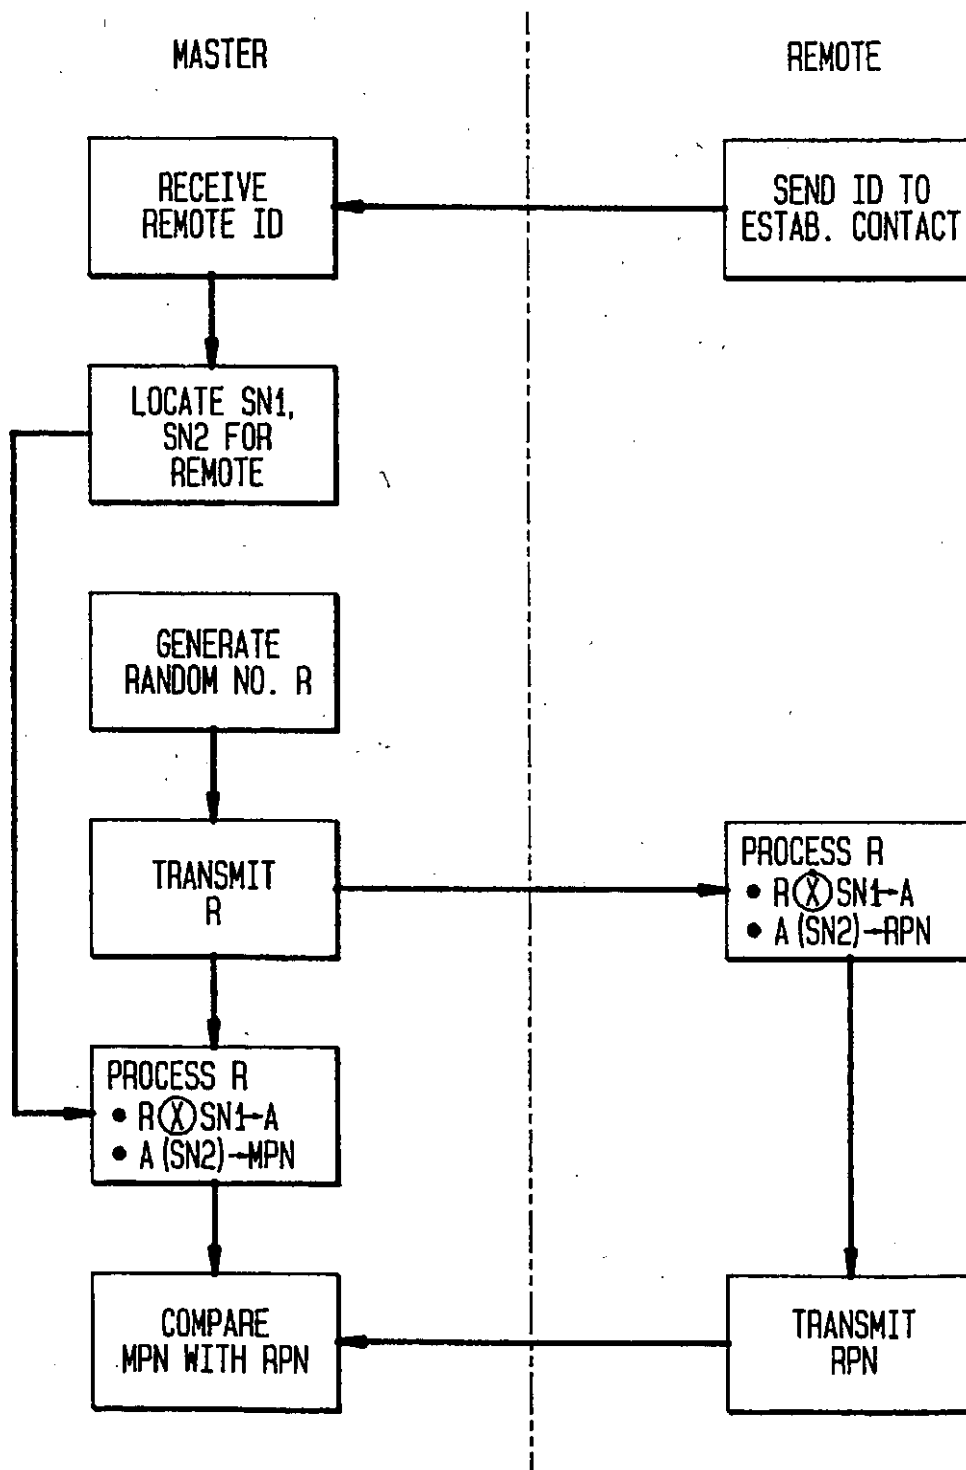 MASTER
REMOTE
RECEIVE
REMOTE ID
SEND ID TO
ESTAB. CONTACT
LOCATE SN1,
SN2 FOR
REMOTE
GENERATE
RANDOM NO. R
TRANSMIT
R
PROCESS R
• R Ⓧ SN1→A
• A (SN2)→RPN
PROCESS R
• R Ⓧ SN1→A
• A (SN2)→MPN
COMPARE
MPN WITH RPN
TRANSMIT
RPN